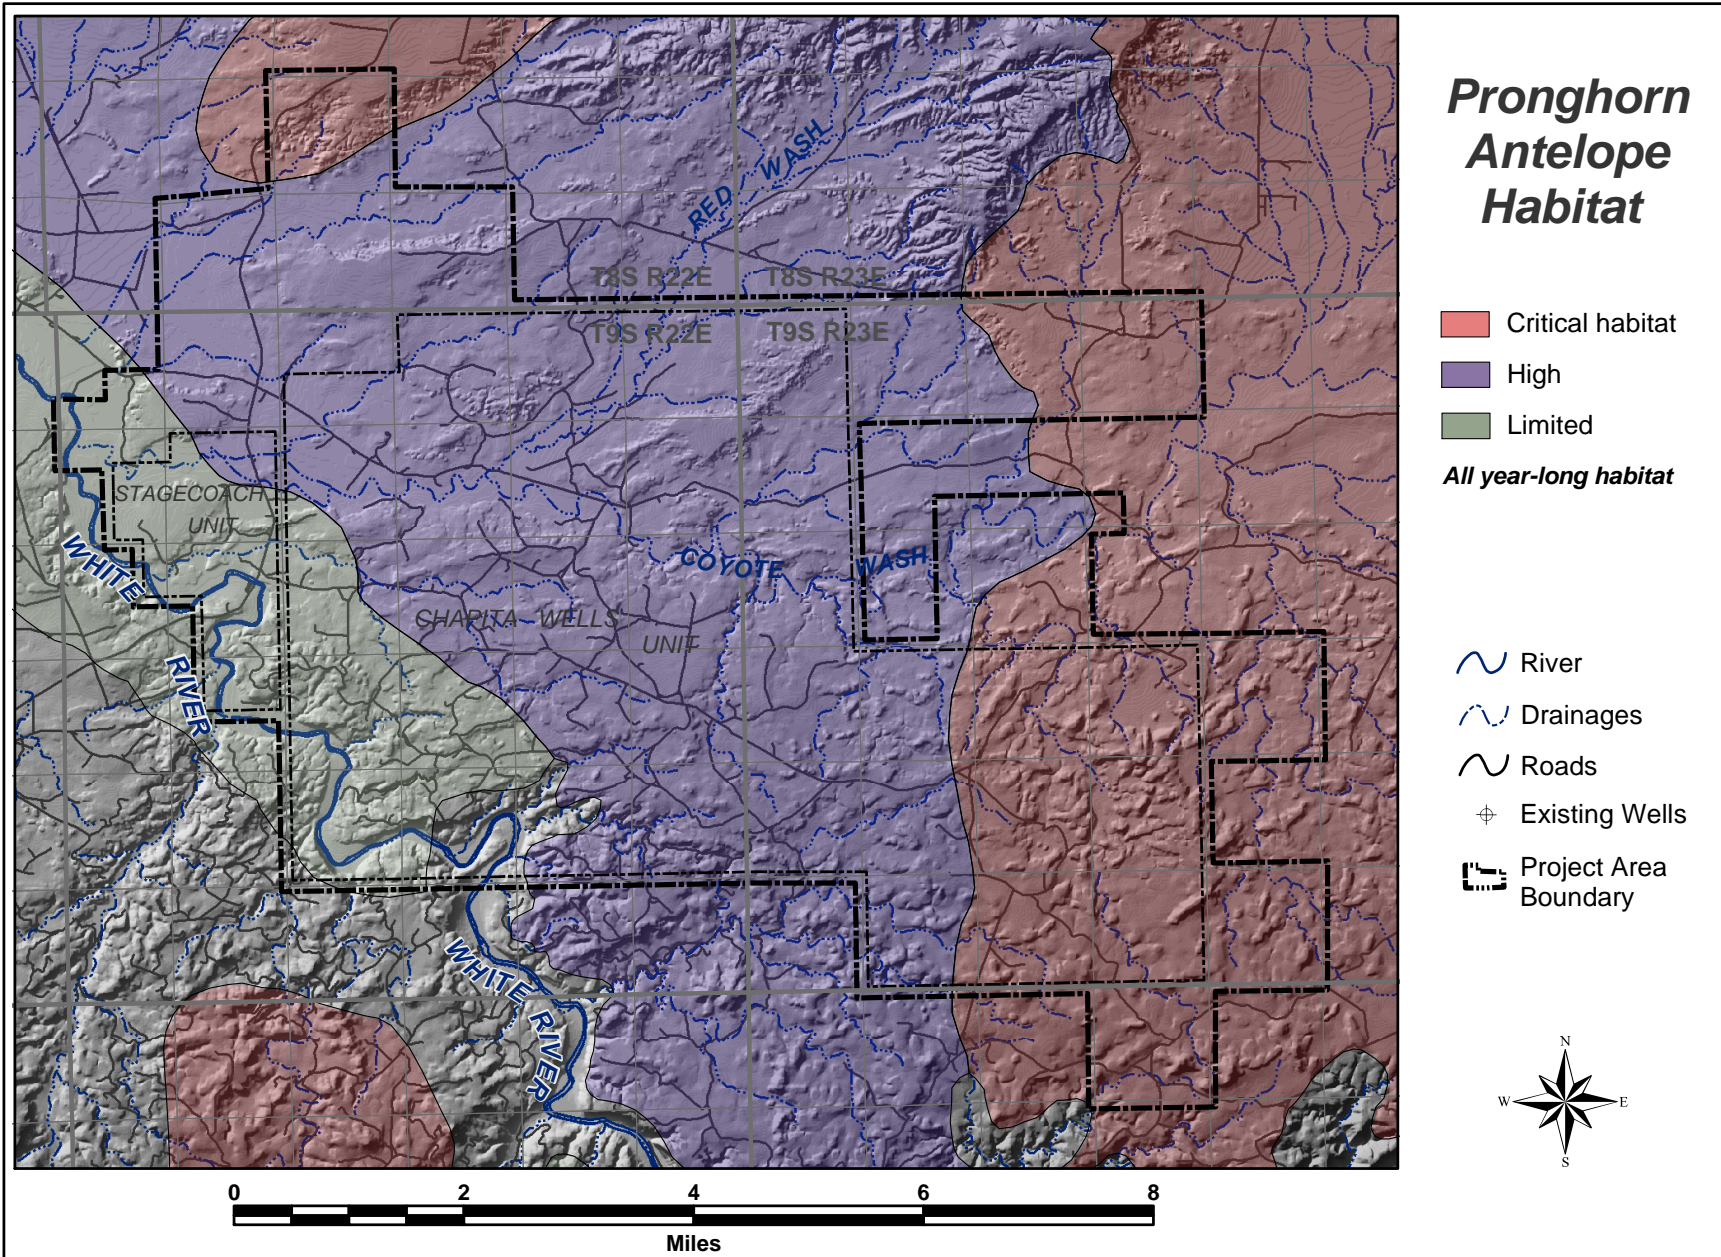 Pronghorn
Antelope
Habitat
Critical habitat
High
Limited
All year-long habitat
River
Drainages
Roads
Existing Wells
Project Area
Boundary
N
W
E
S
RED WASH
T8S R22E
T8S R23E
T9S R22E
T9S R23E
STAGECOACH
UNIT
WHITE
RIVER
COYOTE WASH
CHAPITA WELLS
UNIT
WHITE RIVER
0 2 4 6 8
Miles